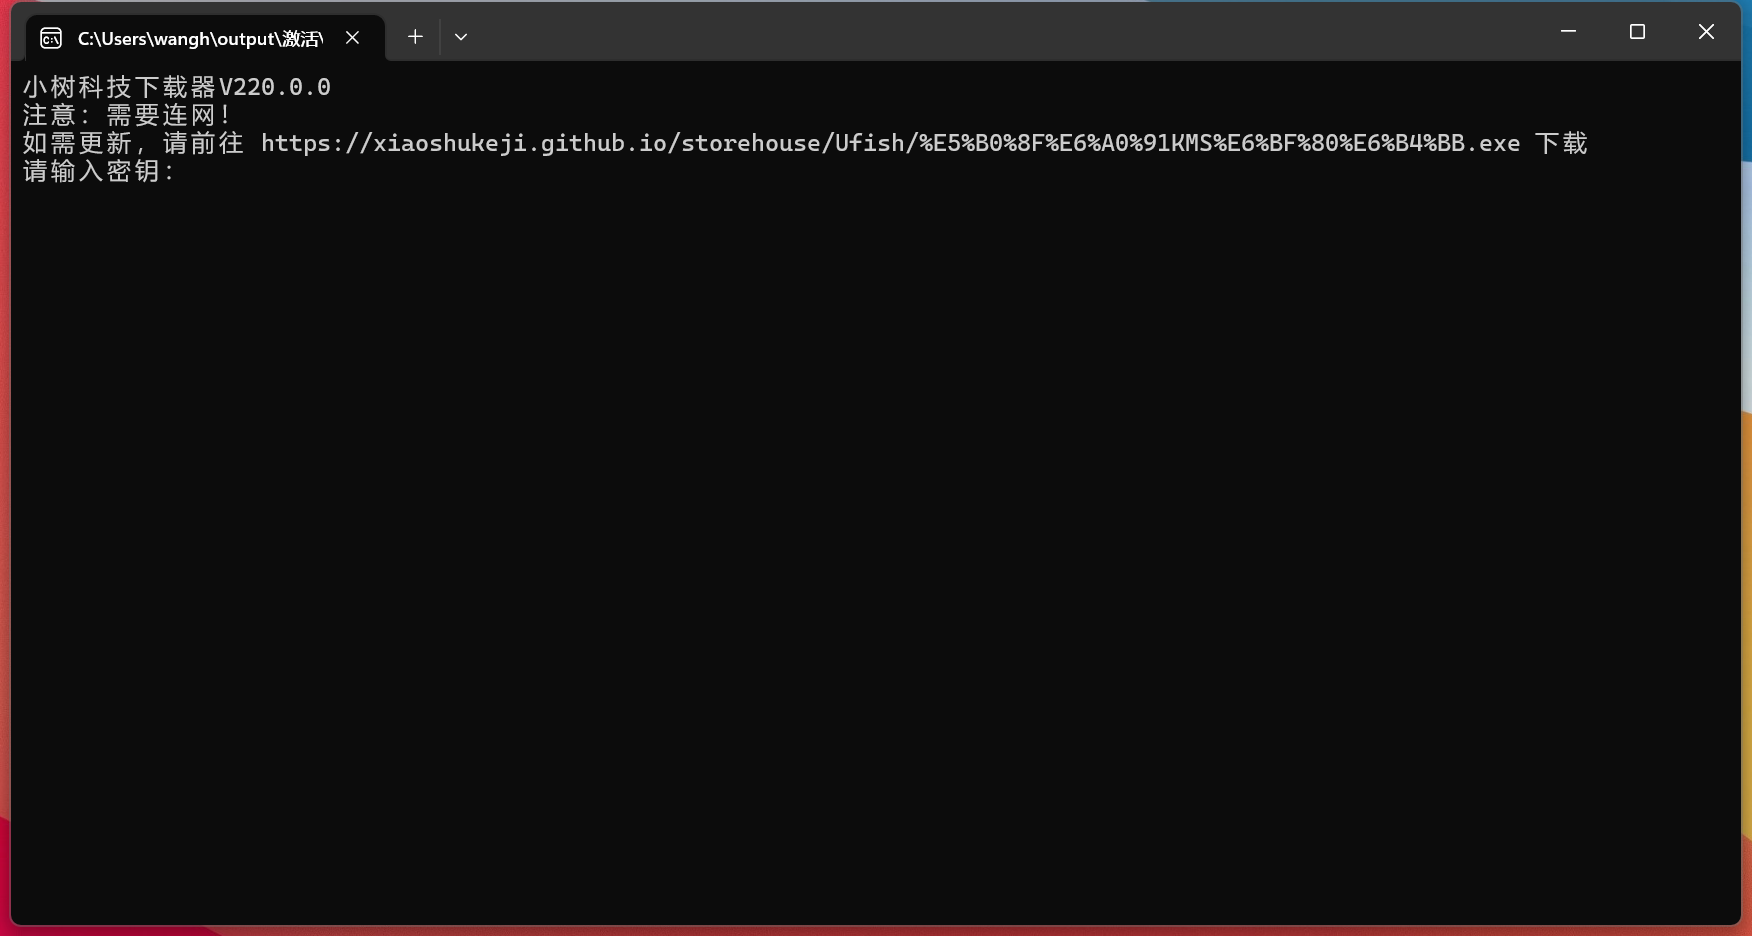 C:\Users\wangh\output\激活\
小树科技下载器V220.0.0
注意：需要连网！
如需更新，请前往 https://xiaoshukeji.github.io/storehouse/Ufish/%E5%B0%8F%E6%A0%91KMS%E6%BF%80%E6%B4%BB.exe 下载
请输入密钥：